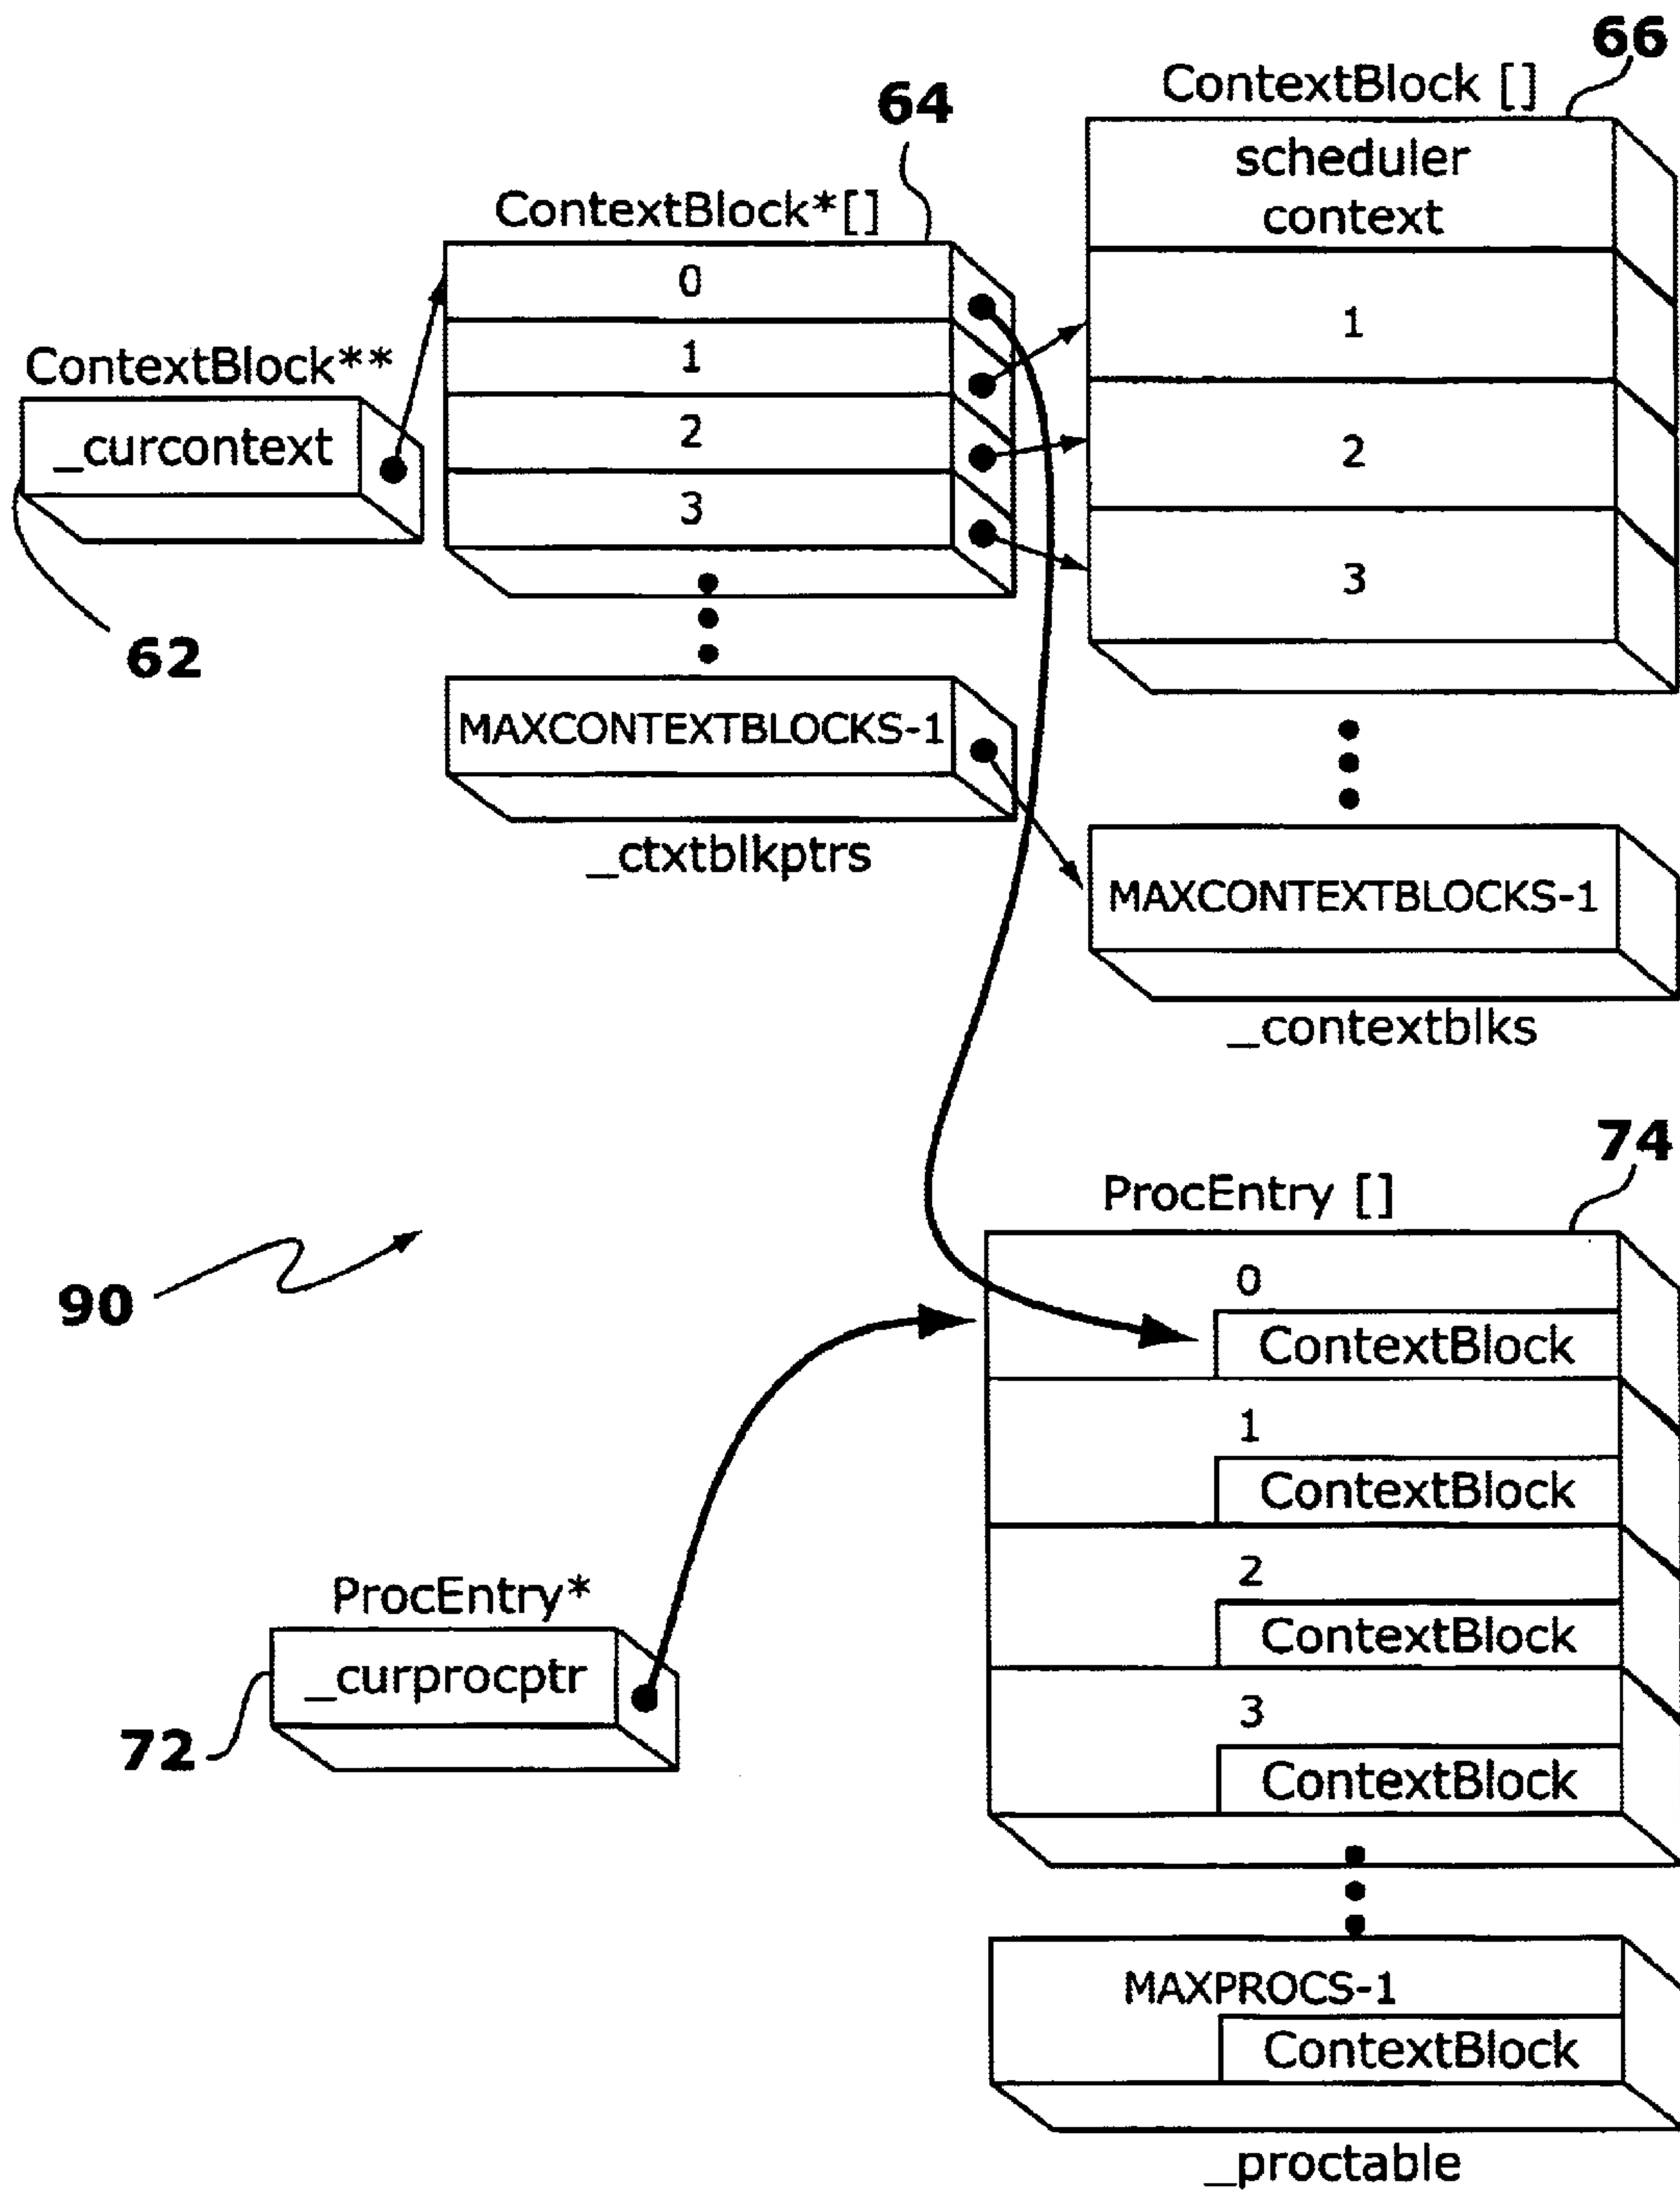 66
ContextBlock []
64
scheduler
context
ContextBlock*[]
0
1
1
ContextBlock**
2
_curcontext
2
3
3
62
MAXCONTEXTBLOCKS-1
_ctxtblkptrs
MAXCONTEXTBLOCKS-1
_contextblks
74
ProcEntry []
90
0
ContextBlock
1
ContextBlock
2
ContextBlock
ProcEntry*
_curprocptr
72
3
ContextBlock
MAXPROCS-1
ContextBlock
_proctable